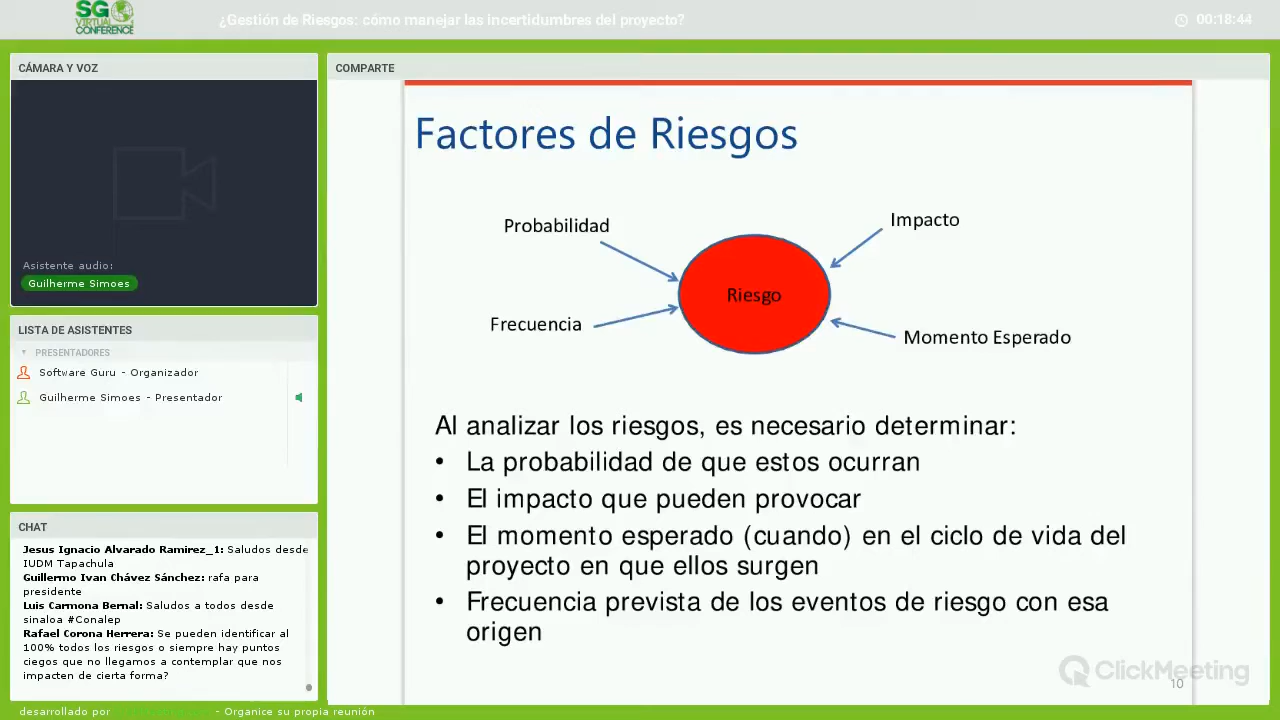 SG
VIRTUAL
CONFERENCE
¿Gestión de Riesgos: cómo manejar las incertidumbres del proyecto?
00:18:44
CÁMARA Y VOZ
Asistente audio:
Guilherme Simoes
LISTA DE ASISTENTES
PRESENTADORES
Software Guru - Organizador
Guilherme Simoes - Presentador
CHAT
Jesus Ignacio Alvarado Ramirez_1: Saludos desde
IUDM Tapachula
Guillermo Ivan Chávez Sánchez: rafa para
presidente
Luis Carmona Bernal: Saludos a todos desde
sinaloa #Conalep
Rafael Corona Herrera: Se pueden identificar al
100% todos los riesgos o siempre hay puntos
ciegos que no llegamos a contemplar que nos
impacten de cierta forma?
desarrollado por
- Organice su propia reunión
COMPARTE
Factores de Riesgos
Probabilidad
Impacto
Riesgo
Frecuencia
Momento Esperado
Al analizar los riesgos, es necesario determinar:
• La probabilidad de que estos ocurran
• El impacto que pueden provocar
• El momento esperado (cuando) en el ciclo de vida del
proyecto en que ellos surgen
• Frecuencia prevista de los eventos de riesgo con esa
origen
ClickMeeting
10